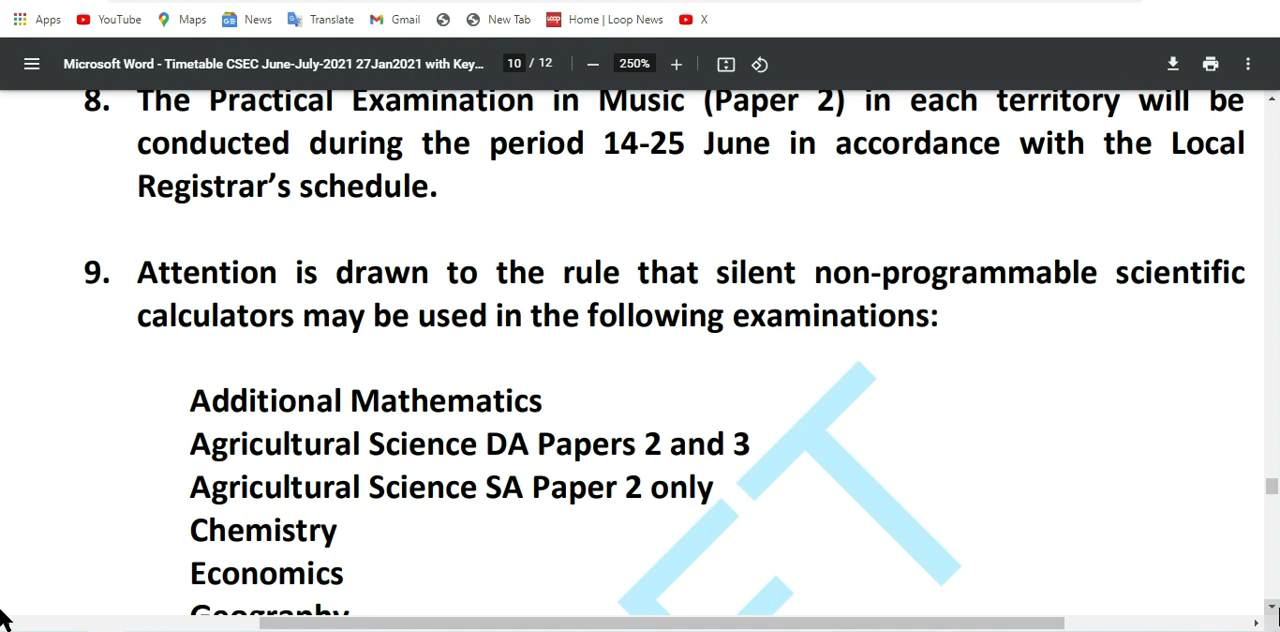 Apps YouTube Maps News Translate Gmail New Tab Home | Loop News X
Microsoft Word - Timetable CSEC June-July-2021 27Jan2021 with Key... 10 / 12 — 250% +
8. The Practical Examination in Music (Paper 2) in each territory will be
conducted during the period 14-25 June in accordance with the Local
Registrar’s schedule.
9. Attention is drawn to the rule that silent non-programmable scientific
calculators may be used in the following examinations:
Additional Mathematics
Agricultural Science DA Papers 2 and 3
Agricultural Science SA Paper 2 only
Chemistry
Economics
Geography